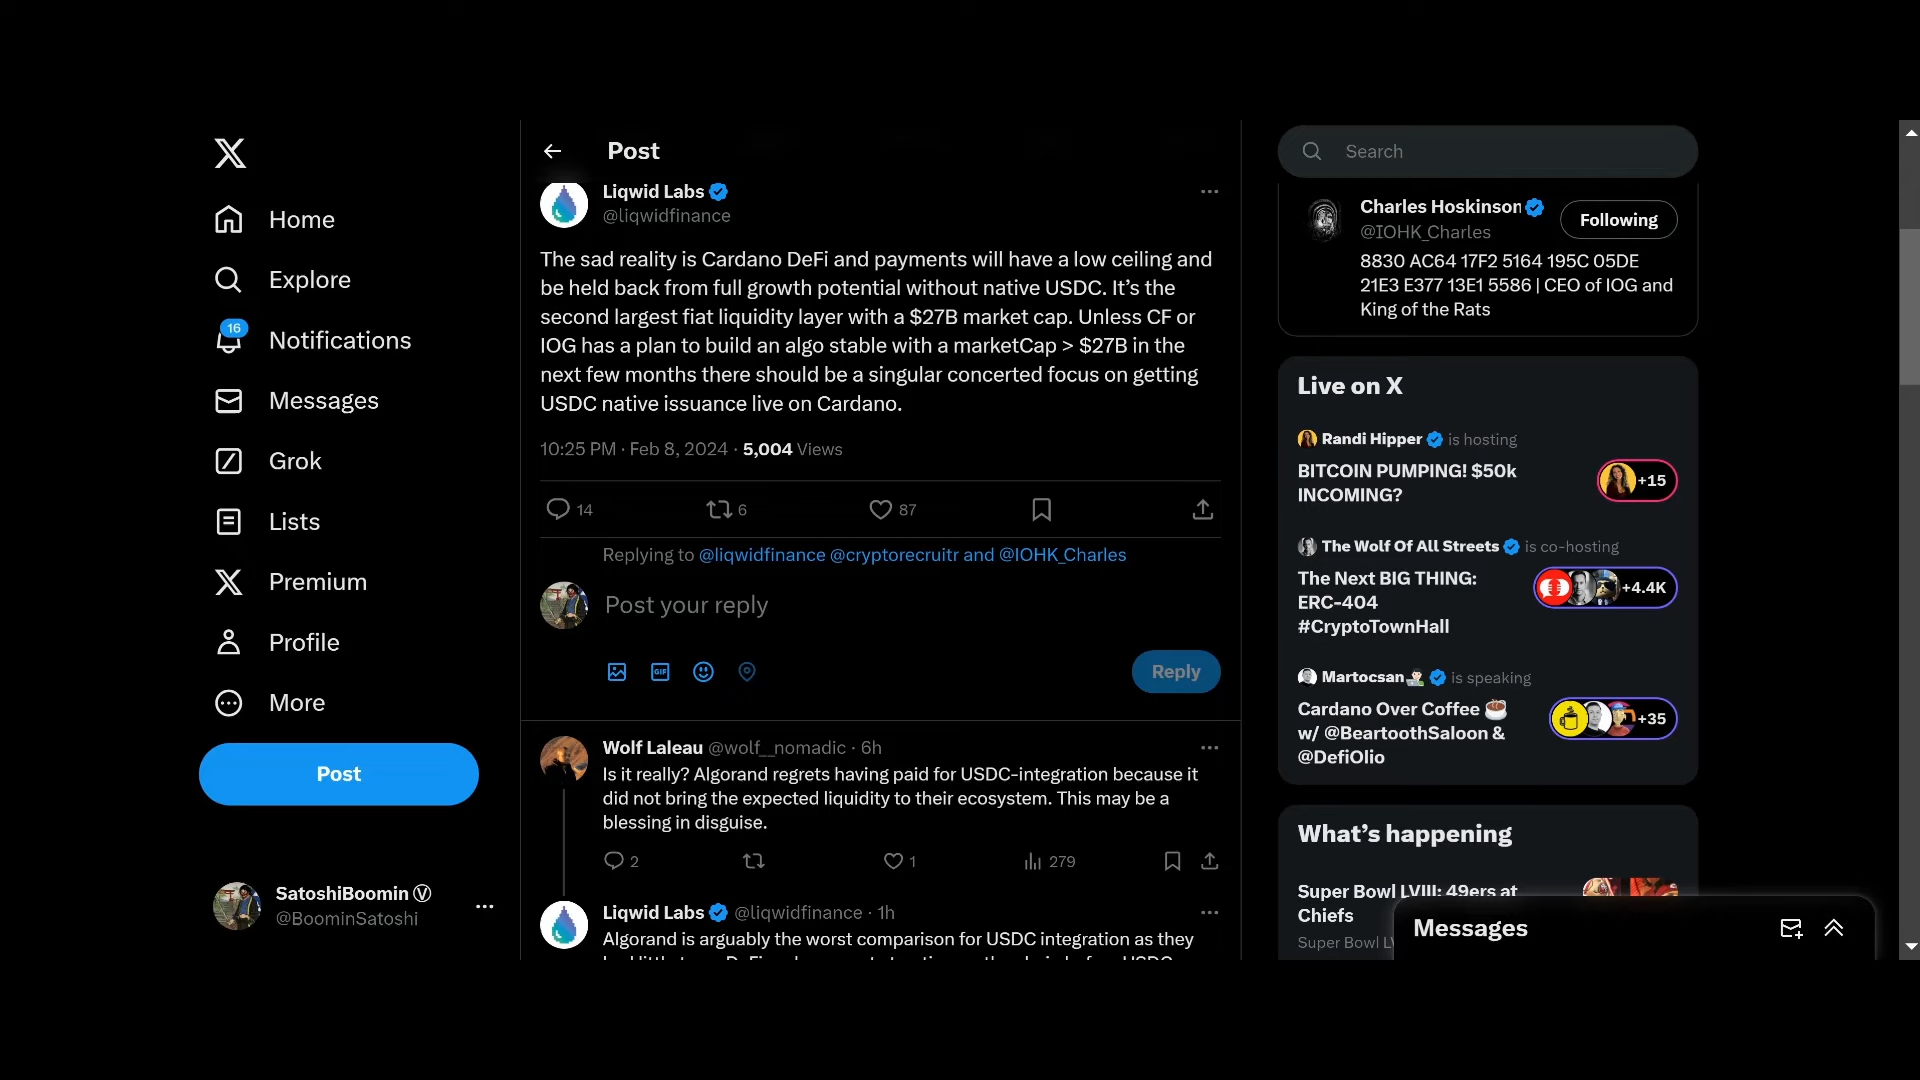 Home
Explore
16
Notifications
Messages
Grok
Lists
Premium
Profile
More
Post
SatoshiBoomin Ⓥ
@BoominSatoshi
Post
Liqwid Labs
@liqwidfinance
The sad reality is Cardano DeFi and payments will have a low ceiling and
be held back from full growth potential without native USDC. It’s the
second largest fiat liquidity layer with a $27B market cap. Unless CF or
IOG has a plan to build an algo stable with a marketCap > $27B in the
next few months there should be a singular concerted focus on getting
USDC native issuance live on Cardano.
10:25 PM · Feb 8, 2024 · 5,004 Views
14 6 87
Replying to @liqwidfinance @cryptorecruitr and @IOHK_Charles
Post your reply
GIF
Reply
Wolf Laleau @wolf__nomadic · 6h
Is it really? Algorand regrets having paid for USDC-integration because it
did not bring the expected liquidity to their ecosystem. This may be a
blessing in disguise.
2 1 279
Liqwid Labs @liqwidfinance · 1h
Algorand is arguably the worst comparison for USDC integration as they
Search
Charles Hoskinson
@IOHK_Charles
Following
8830 AC64 17F2 5164 195C 05DE
21E3 E377 13E1 5586 | CEO of IOG and
King of the Rats
Live on X
Randi Hipper is hosting
BITCOIN PUMPING! $50k
INCOMING?
+15
The Wolf Of All Streets is co-hosting
The Next BIG THING:
ERC-404
#CryptoTownHall
+4.4K
Martocsan is speaking
Cardano Over Coffee ☕
w/ @BeartoothSaloon &
@DefiOlio
+35
What’s happening
Super Bowl LVIII: 49ers at
Chiefs
Super Bowl
Messages